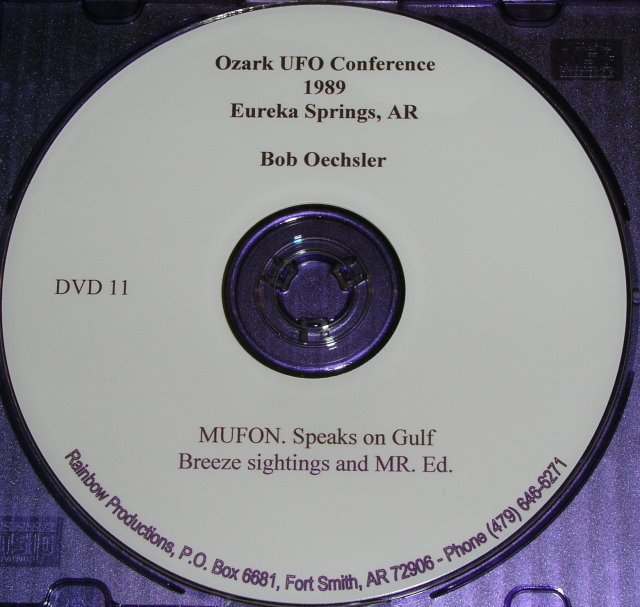 Ozark UFO Conference
1989
Eureka Springs, AR
Bob Oechsler
DVD 11
MUFON. Speaks on Gulf
Breeze sightings and MR. Ed.
Rainbow Productions, P.O. Box 6681, Fort Smith, AR 72906 - Phone (479) 646-6271